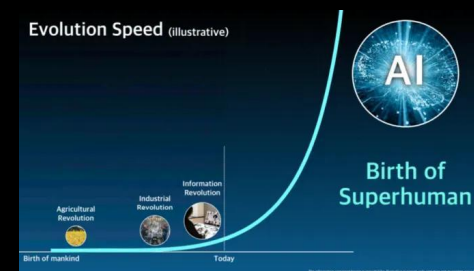 Evolution Speed (illustrative)
AI
Birth of
Superhuman
Information
Revolution
Industrial
Revolution
Agricultural
Revolution
Birth of mankind
Today